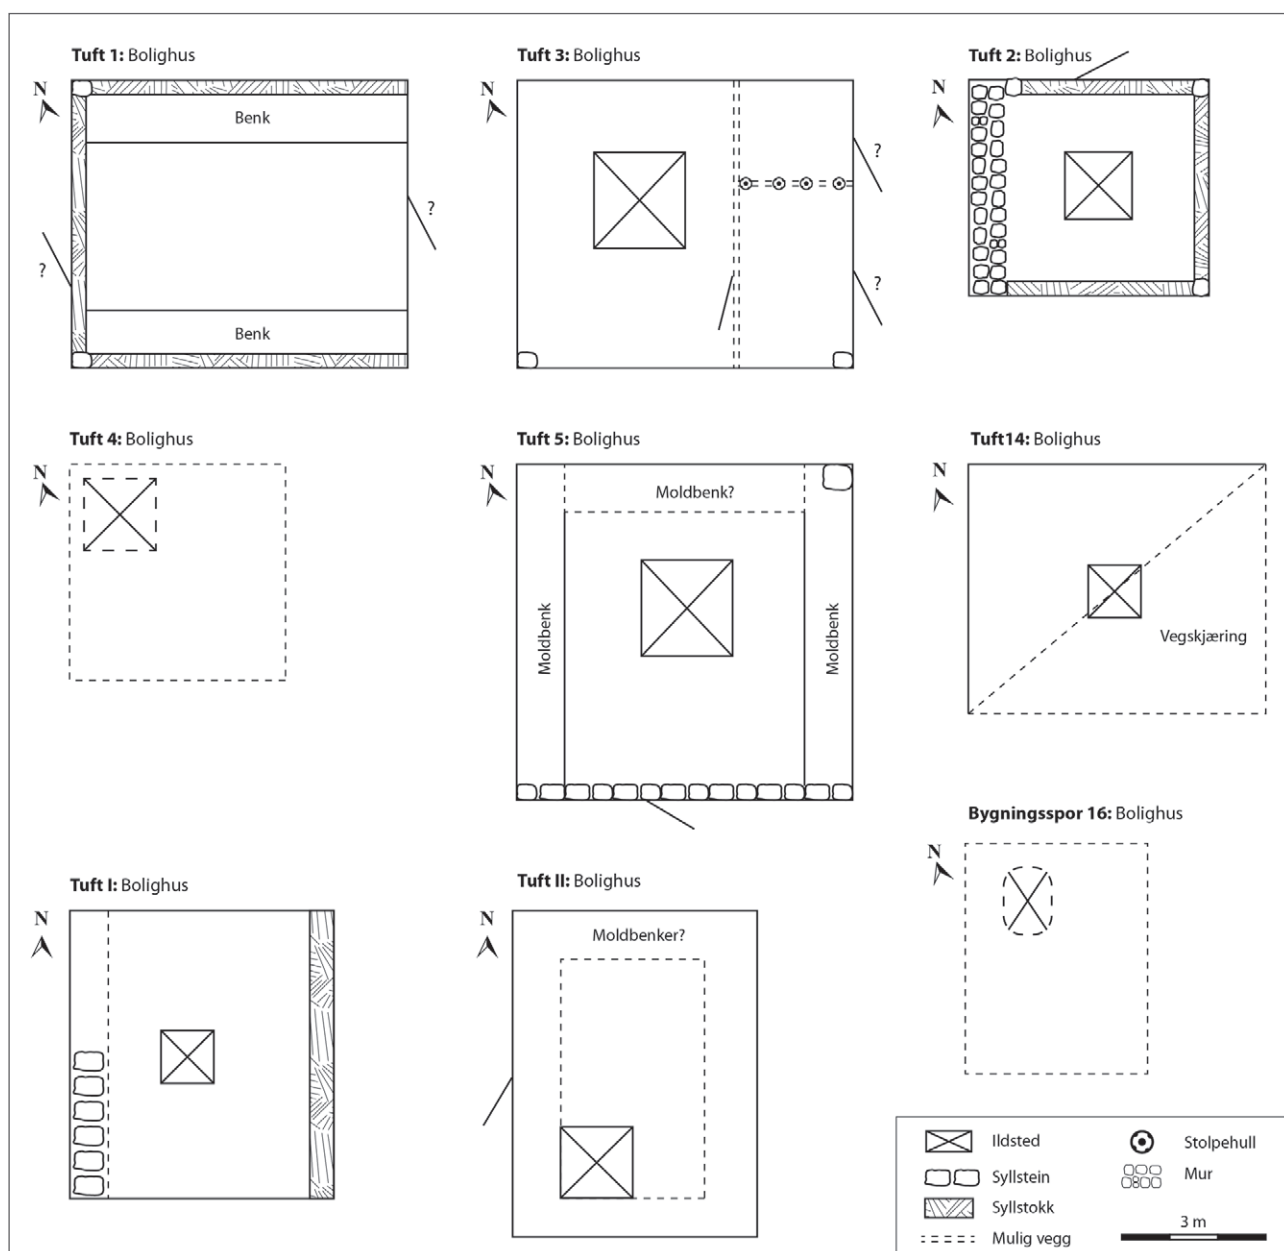 Tuft 1: Bolighus
N
Benk
?
?
Benk
Tuft 3: Bolighus
N
?
?
Tuft 2: Bolighus
N
Tuft 4: Bolighus
N
Tuft 5: Bolighus
N
Moldbenk?
Moldbenk
Moldbenk
Tuft14: Bolighus
N
Vegskjæring
Bygningsspor 16: Bolighus
N
Tuft I: Bolighus
N
Tuft II: Bolighus
N
Moldbenker?
Ildsted
Syllstein
Syllstokk
Mulig vegg
Stolpehull
Mur
3 m